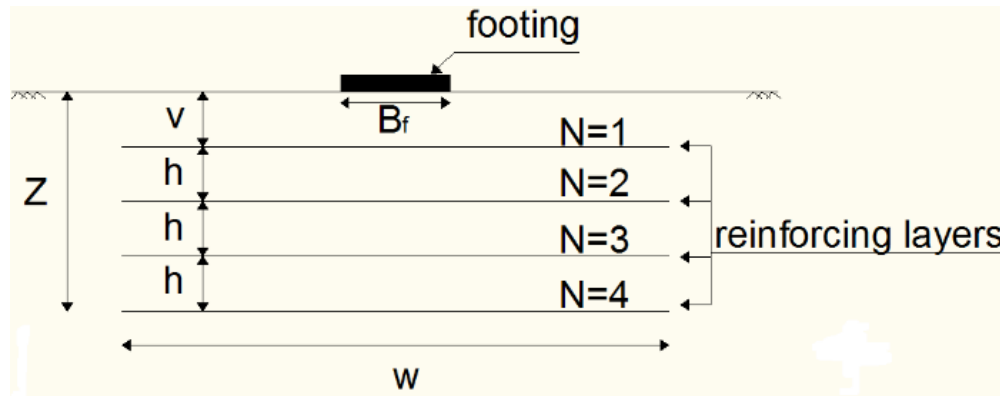 footing
v
Bf
N=1
h
N=2
Z
h
N=3
reinforcing layers
h
N=4
w